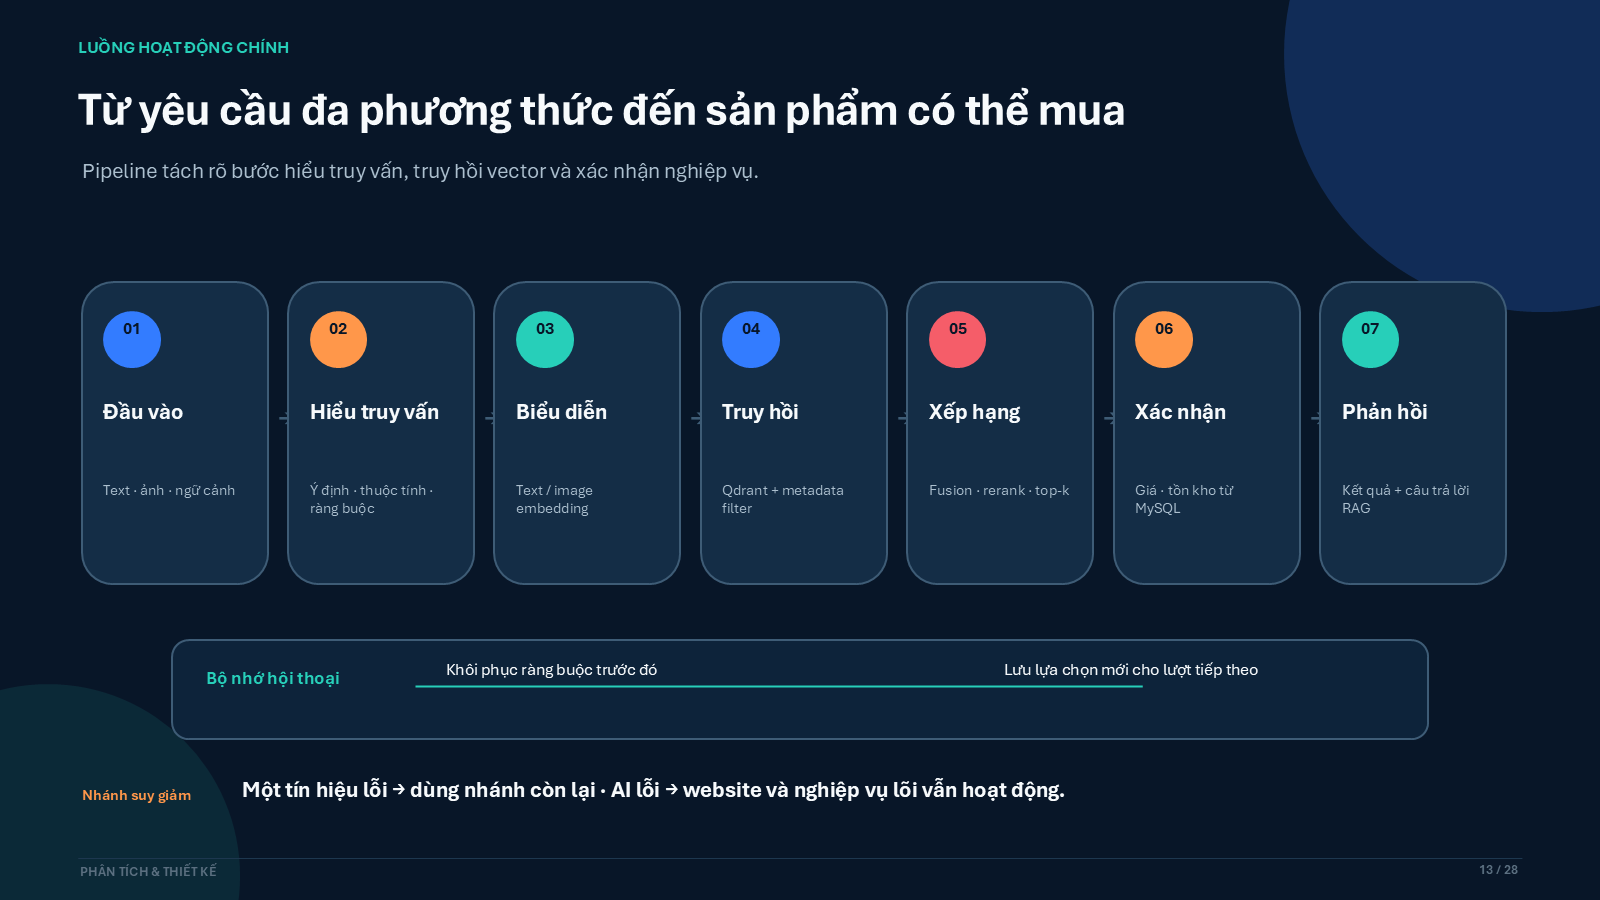 LUỒNG HOẠT ĐỘNG CHÍNH
Từ yêu cầu đa phương thức đến sản phẩm có thể mua
Pipeline tách rõ bước hiểu truy vấn, truy hồi vector và xác nhận nghiệp vụ.
01
Đầu vào
Text · ảnh · ngữ cảnh
→
02
Hiểu truy vấn
Ý định · thuộc tính ·
ràng buộc
→
03
Biểu diễn
Text / image
embedding
→
04
Truy hồi
Qdrant + metadata
filter
→
05
Xếp hạng
Fusion · rerank · top-k
→
06
Xác nhận
Giá · tồn kho từ
MySQL
→
07
Phản hồi
Kết quả + câu trả lời
RAG
Bộ nhớ hội thoại
Khôi phục ràng buộc trước đó
Lưu lựa chọn mới cho lượt tiếp theo
Nhánh suy giảm
Một tín hiệu lỗi → dùng nhánh còn lại · AI lỗi → website và nghiệp vụ lõi vẫn hoạt động.
PHÂN TÍCH & THIẾT KẾ
13 / 28